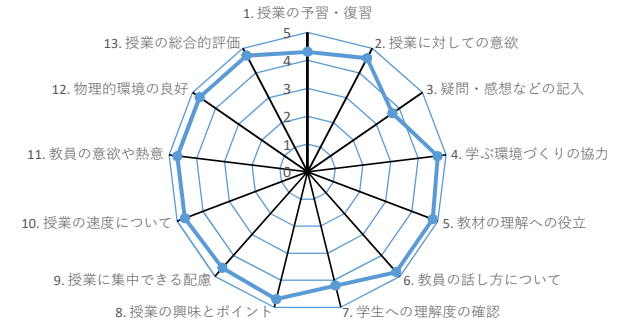 1. 授業の予習・復習
2. 授業に対しての意欲
3. 疑問・感想などの記入
4. 学ぶ環境づくりの協力
5. 教材の理解への役立
6. 教員の話し方について
7. 学生への理解度の確認
8. 授業の興味とポイント
9. 授業に集中できる配慮
10. 授業の速度について
11. 教員の意欲や熱意
12. 物理的環境の良好
13. 授業の総合的評価
5
4
3
2
1
0